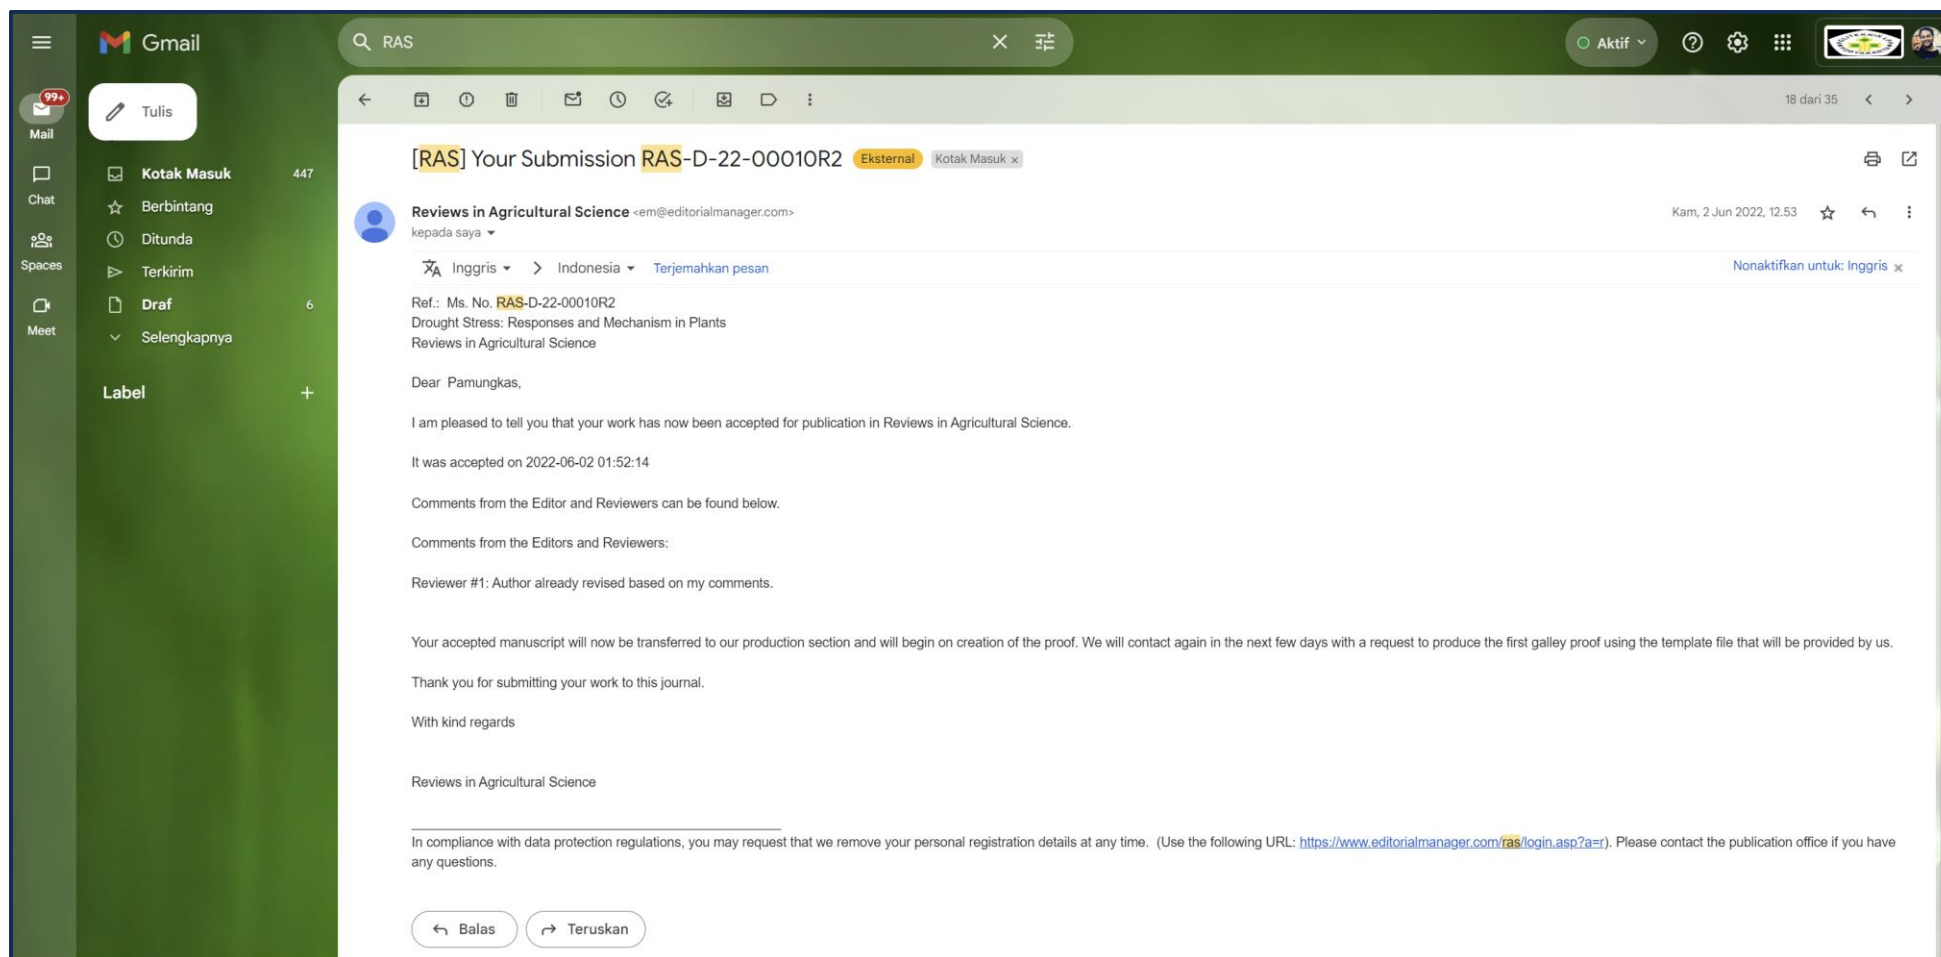 Gmail
RAS
Aktif
99+
Mail
Chat
Spaces
Meet
Tulis
Kotak Masuk 447
Berbintang
Ditunda
Terkirim
Draf 6
Selengkapnya
Label
18 dari 35
[RAS] Your Submission RAS-D-22-00010R2 Eksternal Kotak Masuk ×
Reviews in Agricultural Science <em@editorialmanager.com> Kam, 2 Jun 2022, 12.53
kepada saya
Inggris > Indonesia Terjemahkan pesan Nonaktifkan untuk: Inggris ×
Ref.: Ms. No. RAS-D-22-00010R2
Drought Stress: Responses and Mechanism in Plants
Reviews in Agricultural Science
Dear Pamungkas,
I am pleased to tell you that your work has now been accepted for publication in Reviews in Agricultural Science.
It was accepted on 2022-06-02 01:52:14
Comments from the Editor and Reviewers can be found below.
Comments from the Editors and Reviewers:
Reviewer #1: Author already revised based on my comments.
Your accepted manuscript will now be transferred to our production section and will begin on creation of the proof. We will contact again in the next few days with a request to produce the first galley proof using the template file that will be provided by us.
Thank you for submitting your work to this journal.
With kind regards
Reviews in Agricultural Science
In compliance with data protection regulations, you may request that we remove your personal registration details at any time. (Use the following URL: https://www.editorialmanager.com/ras/login.asp?a=r). Please contact the publication office if you have
any questions.
Balas
Teruskan